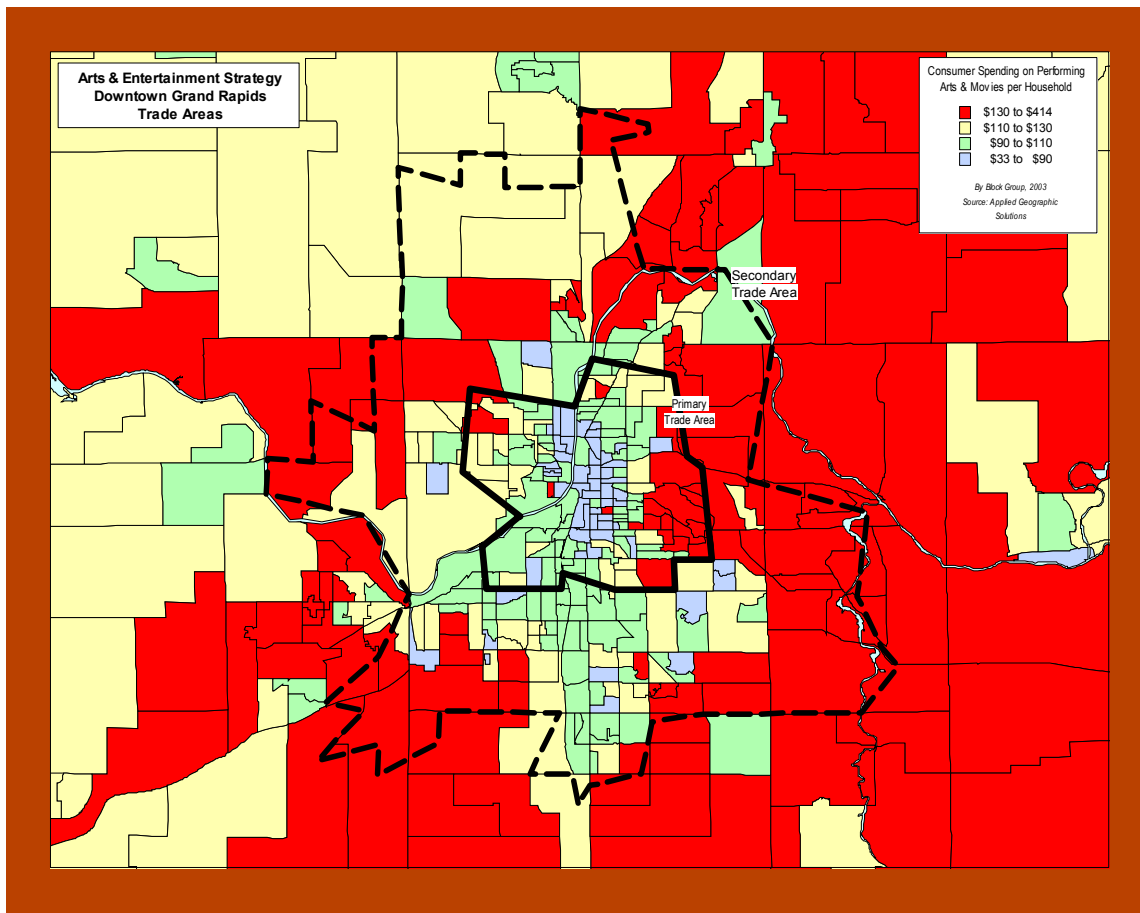 Arts & Entertainment Strategy
Downtown Grand Rapids
Trade Areas
Consumer Spending on Performing
Arts & Movies per Household
$130 to $414
$110 to $130
$90 to $110
$33 to $90
By Block Group, 2003
Source: Applied Geographic
Solutions
Secondary
Trade Area
Primary
Trade Area